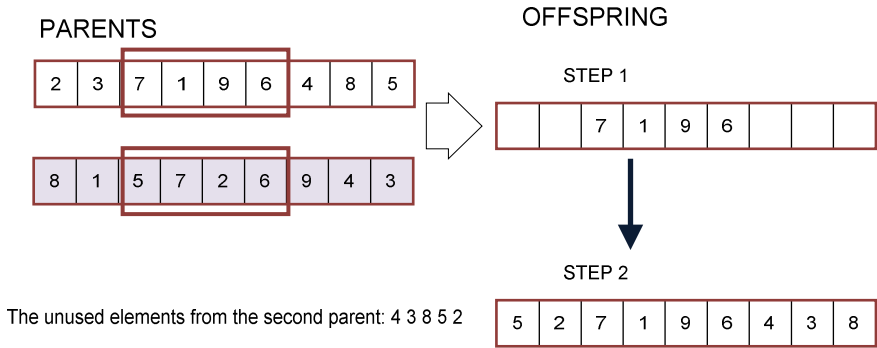 PARENTS
2 3 7 1 9 6 4 8 5
8 1 5 7 2 6 9 4 3
The unused elements from the second parent: 4 3 8 5 2
OFFSPRING
STEP 1
7 1 9 6
STEP 2
5 2 7 1 9 6 4 3 8